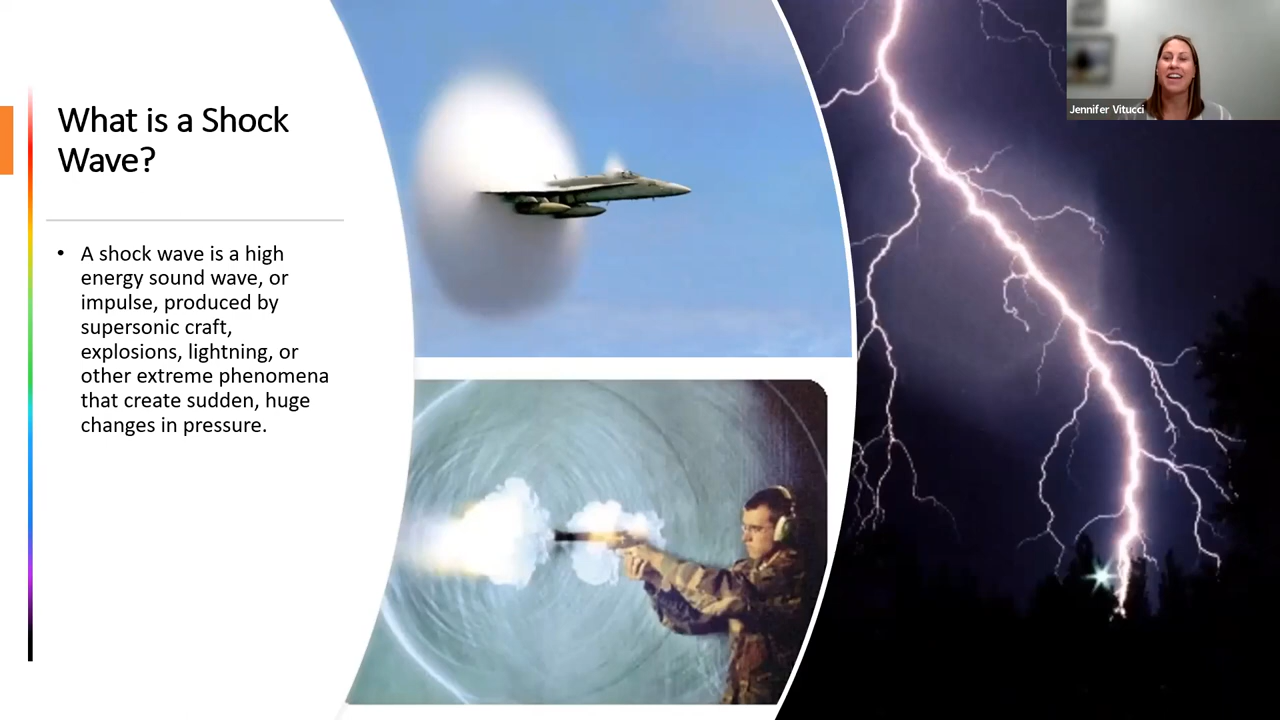 What is a Shock
Wave?
• A shock wave is a high
energy sound wave, or
impulse, produced by
supersonic craft,
explosions, lightning, or
other extreme phenomena
that create sudden, huge
changes in pressure.
Jennifer Vitucci